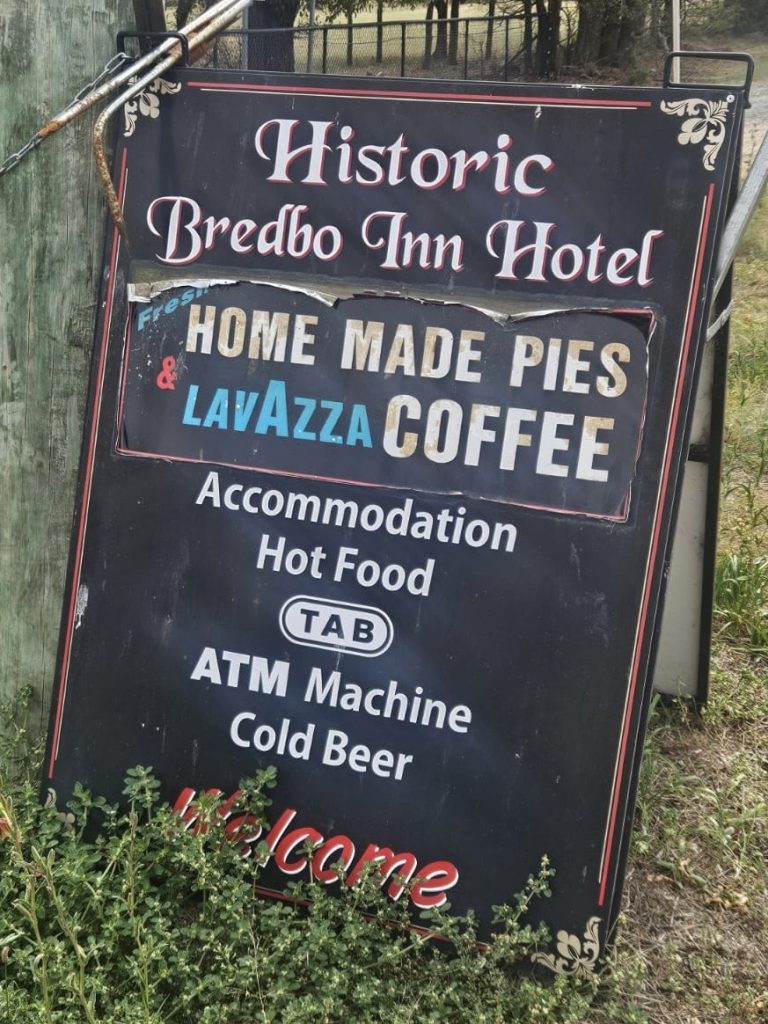 Historic
Bredbo Inn Hotel
Fresh
HOME MADE PIES
& LAVAZZA COFFEE
Accommodation
Hot Food
TAB
ATM Machine
Cold Beer
Welcome